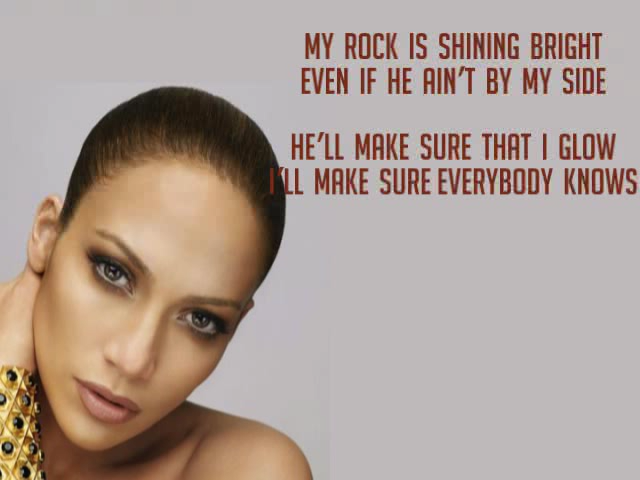 MY ROCK IS SHINING BRIGHT
EVEN IF HE AIN'T BY MY SIDE
HE'LL MAKE SURE THAT I GLOW
I'LL MAKE SURE EVERYBODY KNOWS